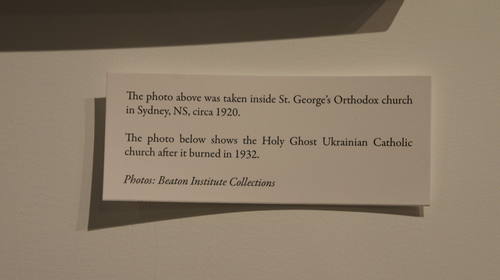 The photo above was taken inside St. George's Orthodox church
in Sydney, NS, circa 1920.
The photo below shows the Holy Ghost Ukrainian Catholic
church after it burned in 1932.
Photos: Beaton Institute Collections